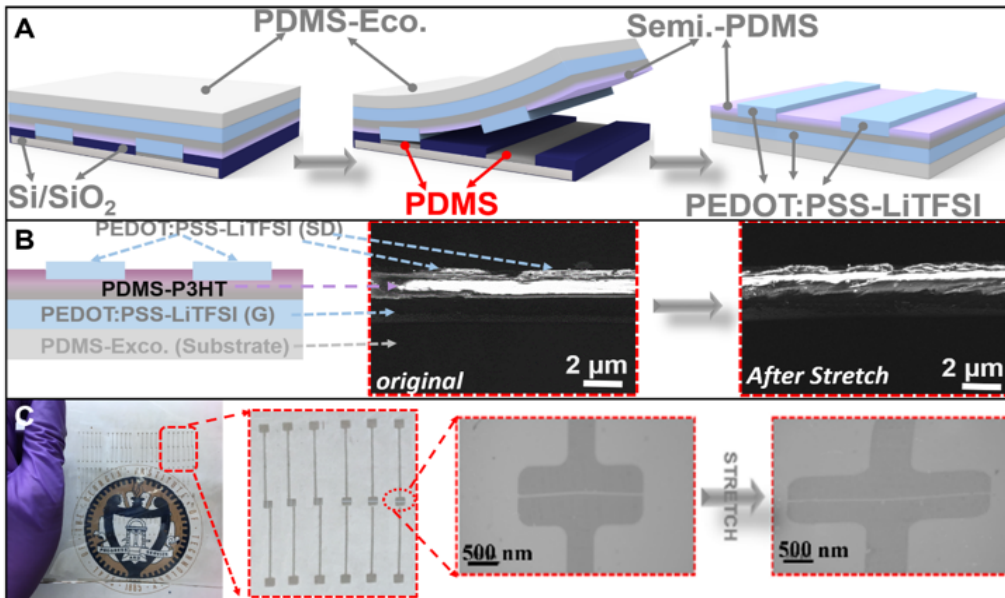 A
PDMS-Eco.
Semi.-PDMS
Si/SiO2
PDMS
PEDOT:PSS-LiTFSI
B
PEDOT:PSS-LiTFSI (SD)
PDMS-P3HT
PEDOT:PSS-LiTFSI (G)
PDMS-Exco. (Substrate)
original
2 μm
After Stretch
2 μm
C
STRETCH
500 nm
500 nm